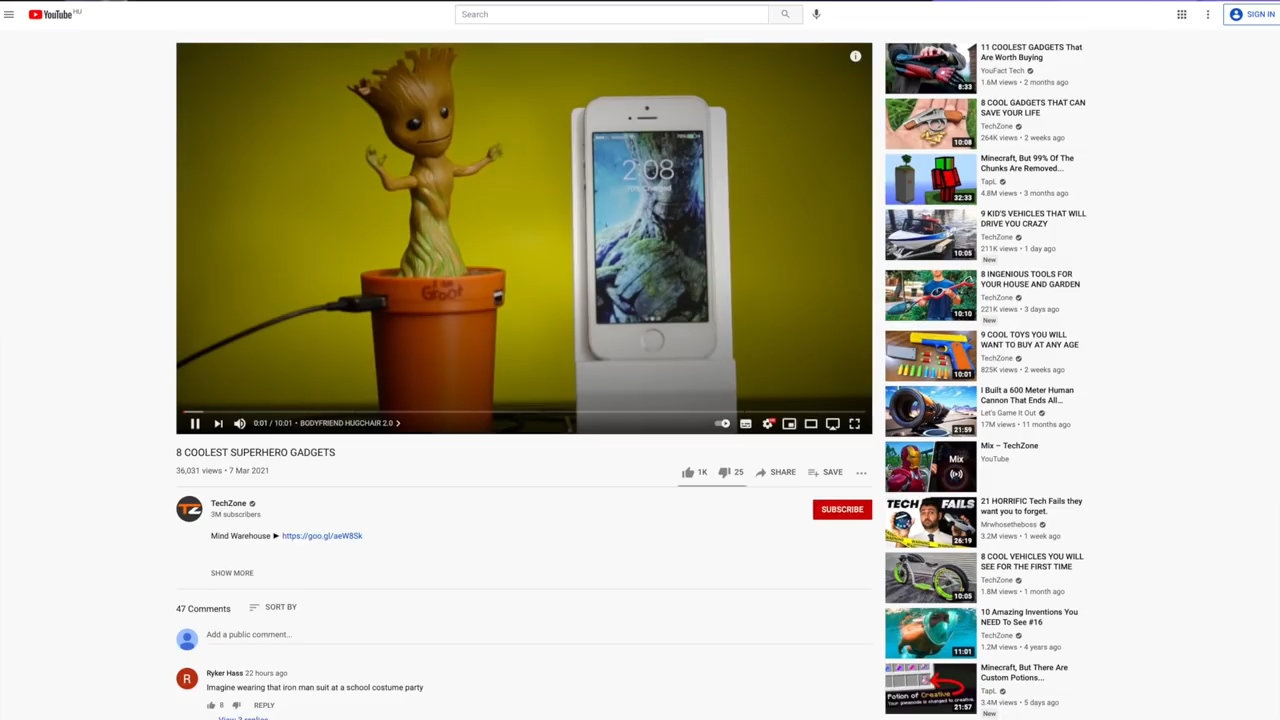 YouTube HU
Search
SIGN IN
2:08
Groot
0:01 / 10:01 • BODYFRIEND HUGCHAIR 2.0 >
8 COOLEST SUPERHERO GADGETS
36,031 views • 7 Mar 2021
1K
25
SHARE
SAVE
TZ
TechZone
3M subscribers
SUBSCRIBE
Mind Warehouse ► https://goo.gl/aeW8Sk
SHOW MORE
47 Comments
SORT BY
Add a public comment...
R
Ryker Hass 22 hours ago
Imagine wearing that iron man suit at a school costume party
8
REPLY
View 3 replies
8:33
11 COOLEST GADGETS That
Are Worth Buying
YouFact Tech
1.6M views • 2 months ago
10:08
8 COOL GADGETS THAT CAN
SAVE YOUR LIFE
TechZone
264K views • 2 weeks ago
32:33
Minecraft, But 99% Of The
Chunks Are Removed...
TapL
4.8M views • 3 months ago
10:05
9 KID'S VEHICLES THAT WILL
DRIVE YOU CRAZY
TechZone
211K views • 1 day ago
New
10:10
8 INGENIOUS TOOLS FOR
YOUR HOUSE AND GARDEN
TechZone
221K views • 3 days ago
New
10:01
9 COOL TOYS YOU WILL
WANT TO BUY AT ANY AGE
TechZone
825K views • 2 weeks ago
21:59
I Built a 600 Meter Human
Cannon That Ends All...
Let's Game It Out
17M views • 11 months ago
Mix
Mix – TechZone
YouTube
TECH FAILS
26:19
21 HORRIFIC Tech Fails they
want you to forget.
Mrwhosetheboss
3.2M views • 1 week ago
10:05
8 COOL VEHICLES YOU WILL
SEE FOR THE FIRST TIME
TechZone
1.8M views • 1 month ago
11:01
10 Amazing Inventions You
NEED To See #16
TechZone
1.2M views • 4 years ago
Potion of Creative
21:57
Minecraft, But There Are
Custom Potions...
TapL
3.4M views • 5 days ago
New